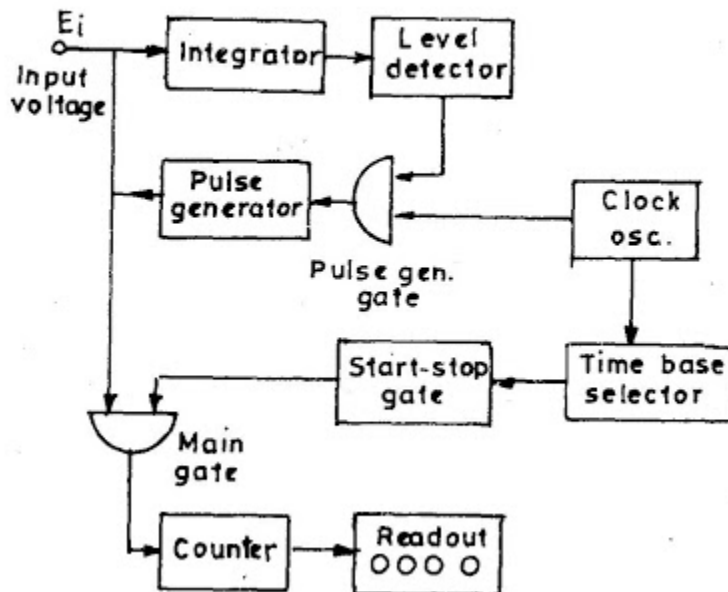 Ei
Input
voltage
Integrator
Level
detector
Pulse
generator
Pulse gen.
gate
Clock
osc.
Start-stop
gate
Time base
selector
Main
gate
Counter
Readout